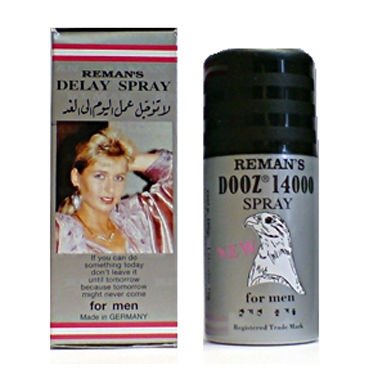 REMAN'S
DELAY SPRAY
لا تؤجل عمل اليوم الى الغد
If you can do
something today
don't leave it
until tomorrow
because tomorrow
might never come
for men
Made in GERMANY
REMAN'S
DOOZ® 14000
SPRAY
NEW
for men
Registered Trade Mark